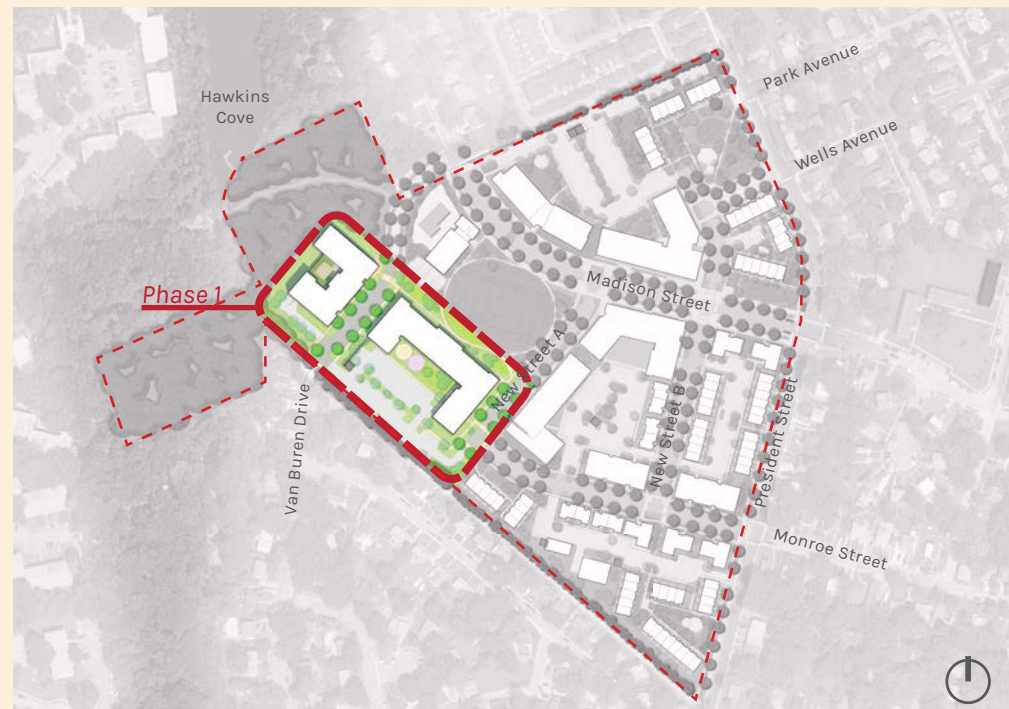 Park Avenue
Hawkins
Cove
Wells Avenue
Madison Street
Phase 1
New Street A
Van Buren Drive
New Street B
President Street
Monroe Street